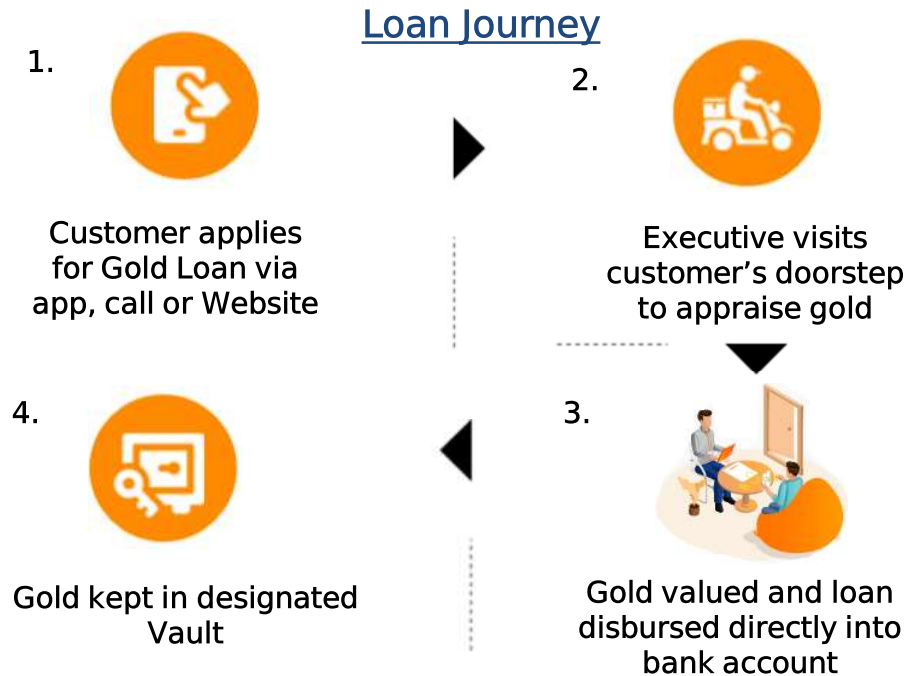 Loan Journey
1.
Customer applies
for Gold Loan via
app, call or Website
2.
Executive visits
customer’s doorstep
to appraise gold
3.
Gold valued and loan
disbursed directly into
bank account
4.
Gold kept in designated
Vault